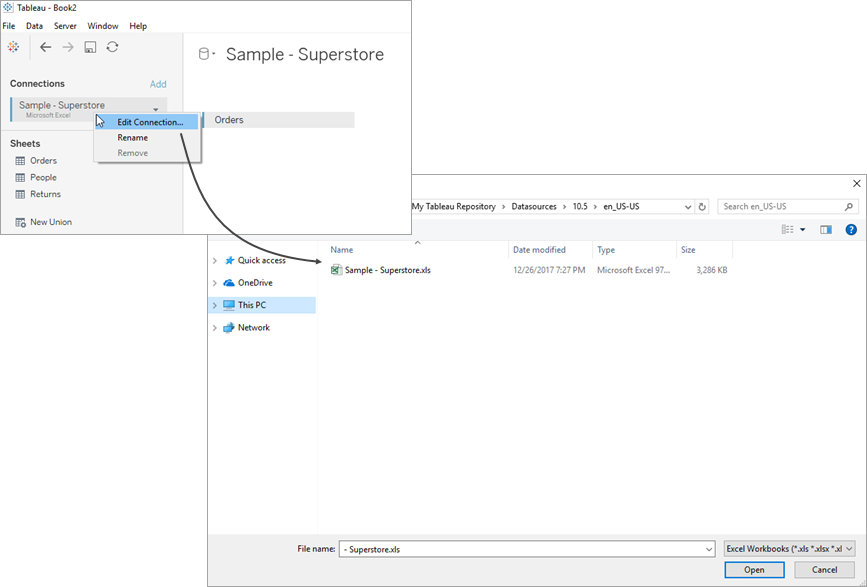 Tableau - Book2
File Data Server Window Help
Sample - Superstore
Connections Add
Sample - Superstore
Microsoft Excel
Edit Connection...
Rename
Remove
Orders
Sheets
Orders
People
Returns
New Union
My Tableau Repository > Datasources > 10.5 > en_US-US
Search en_US-US
Name Date modified Type Size
Quick access
OneDrive
This PC
Network
Sample - Superstore.xls 12/26/2017 7:27 PM Microsoft Excel 97... 3,286 KB
File name: - Superstore.xls Excel Workbooks (*.xls *.xlsx *.xl
Open Cancel